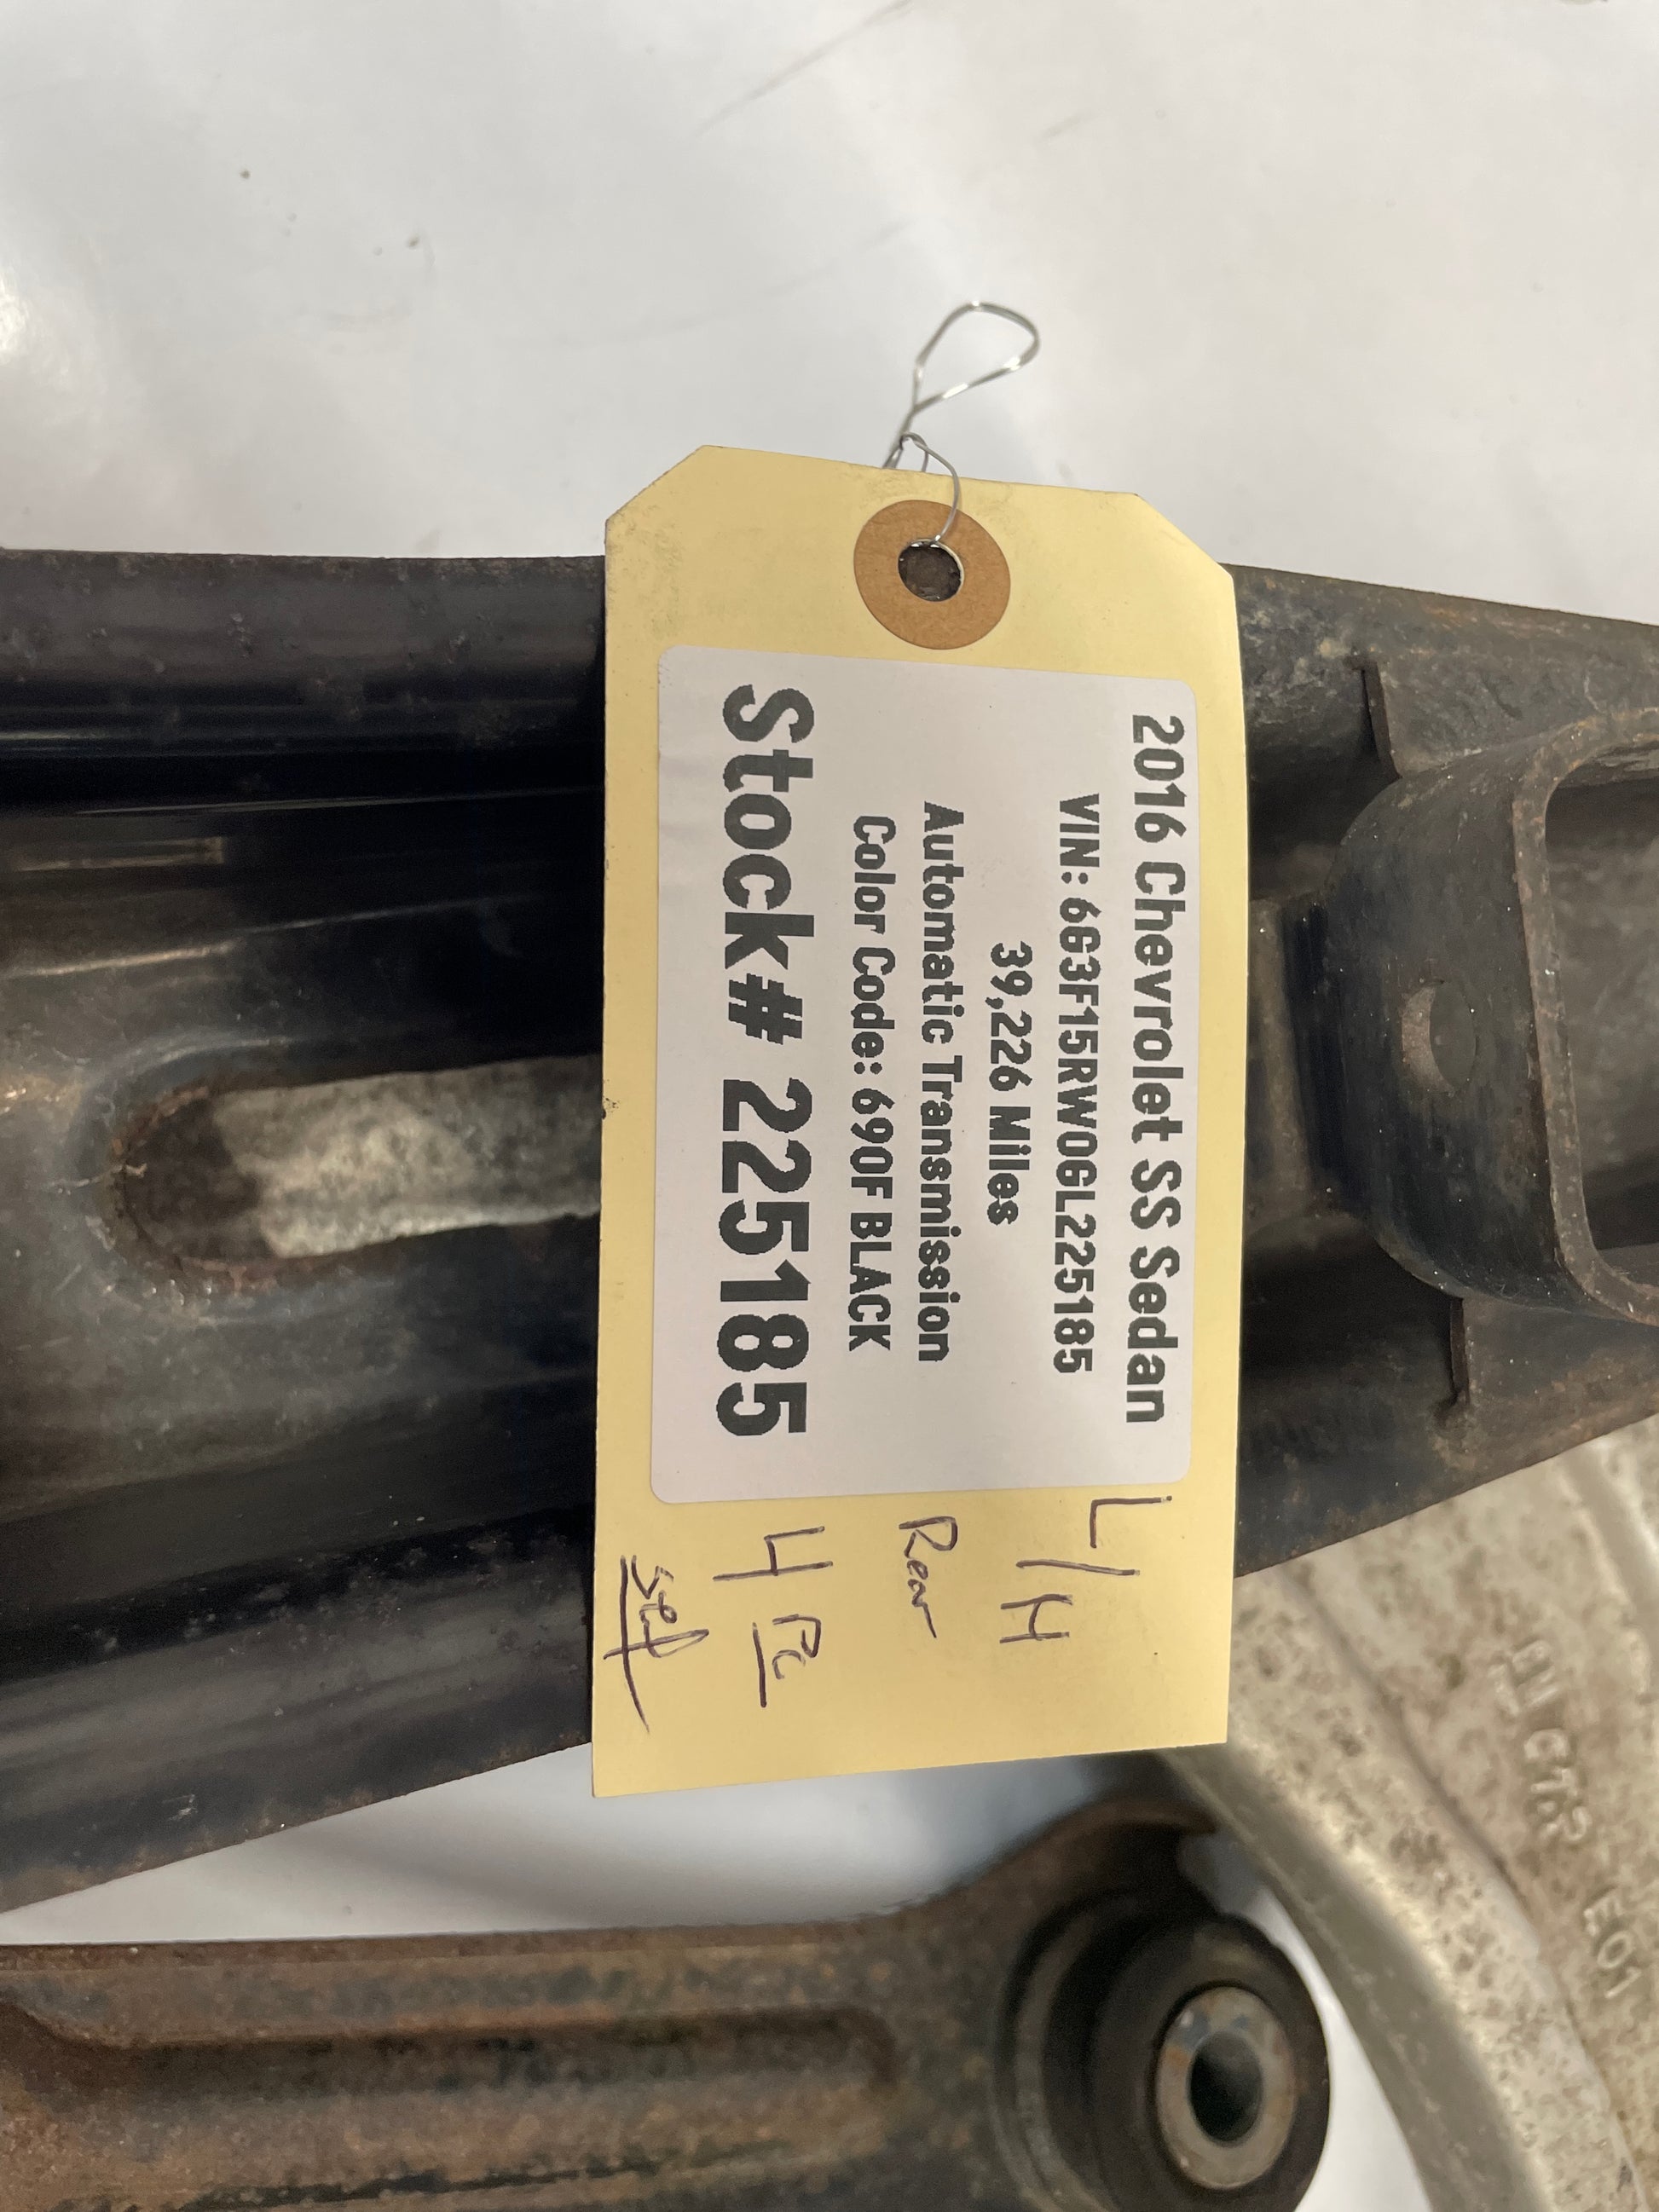 2016 Chevrolet SS Sedan
VIN: 6G3F15RW0GL225185
39,226 Miles
Automatic Transmission
Color Code: 690F BLACK
Stock# 225185
L/H
Rear
4 Pc
set
E01